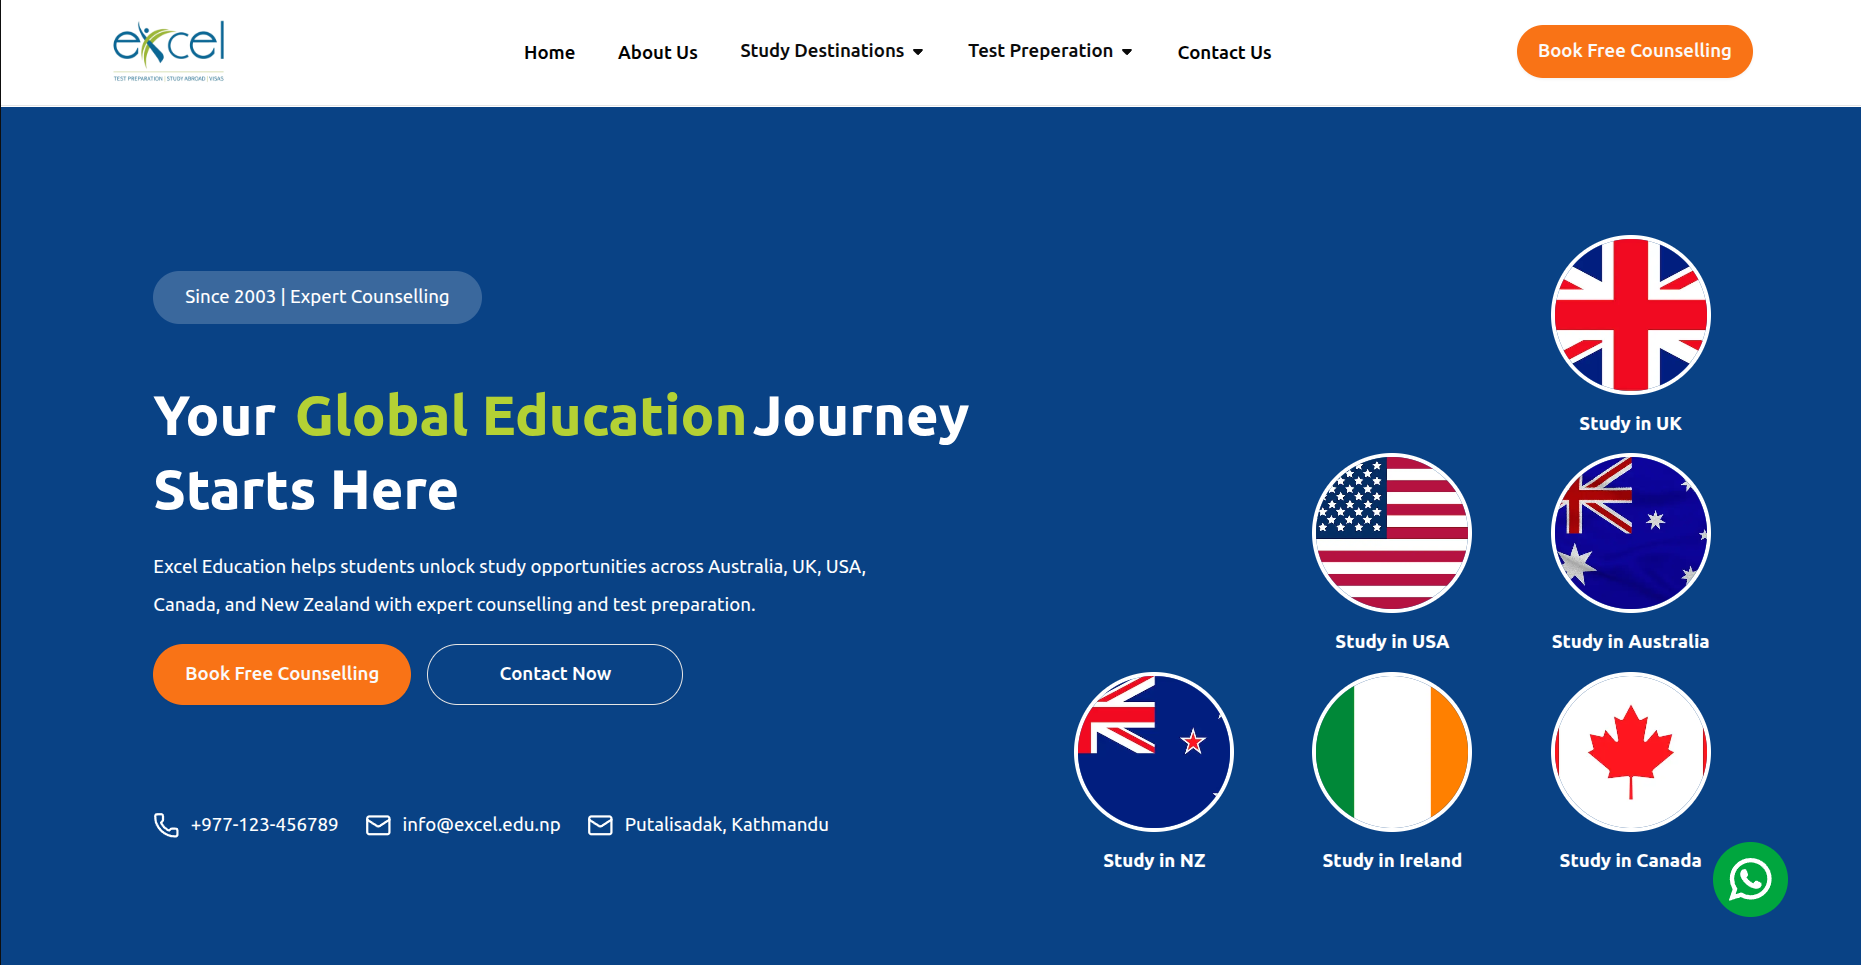 excel
TEST PREPARATION | STUDY ABROAD | VISAS
Home
About Us
Study Destinations
Test Preperation
Contact Us
Book Free Counselling
Since 2003 | Expert Counselling
Your Global Education Journey
Starts Here
Excel Education helps students unlock study opportunities across Australia, UK, USA,
Canada, and New Zealand with expert counselling and test preparation.
Book Free Counselling
Contact Now
+977-123-456789
info@excel.edu.np
Putalisadak, Kathmandu
Study in UK
Study in USA
Study in Australia
Study in NZ
Study in Ireland
Study in Canada